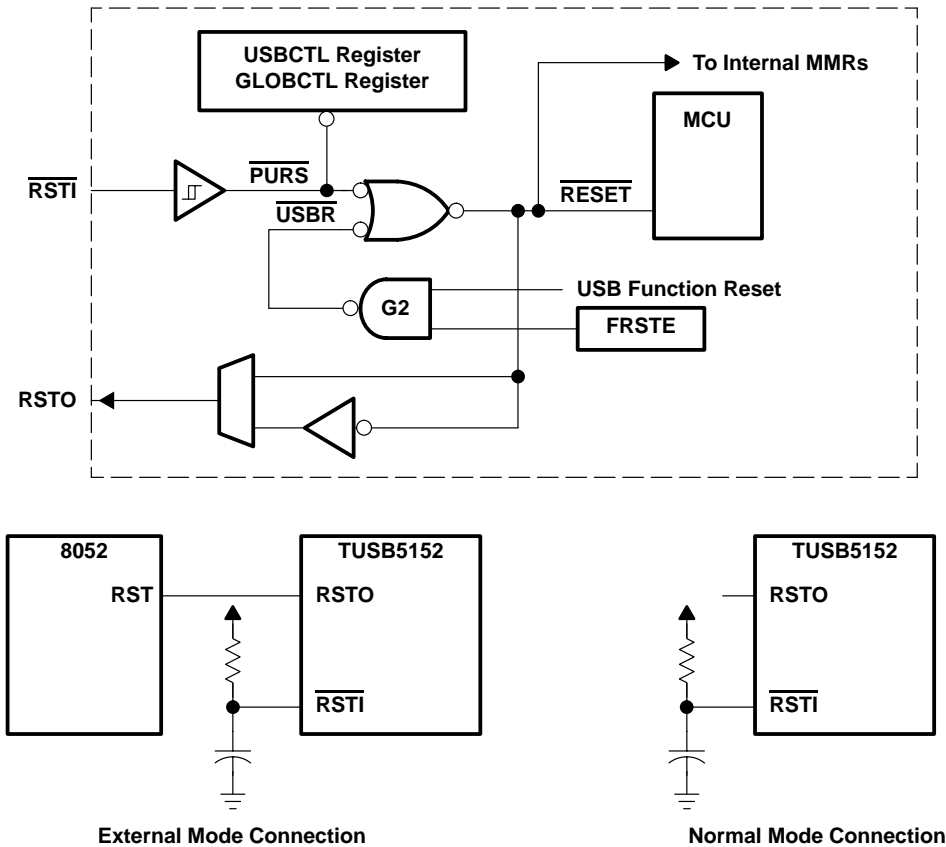 USBCTL Register
GLOBCTL Register
To Internal MMRs
MCU
RSTI
PURS
USBR
RESET
USB Function Reset
G2
FRSTE
RSTO
8052
RST
TUSB5152
RSTO
RSTI
External Mode Connection
TUSB5152
RSTO
RSTI
Normal Mode Connection